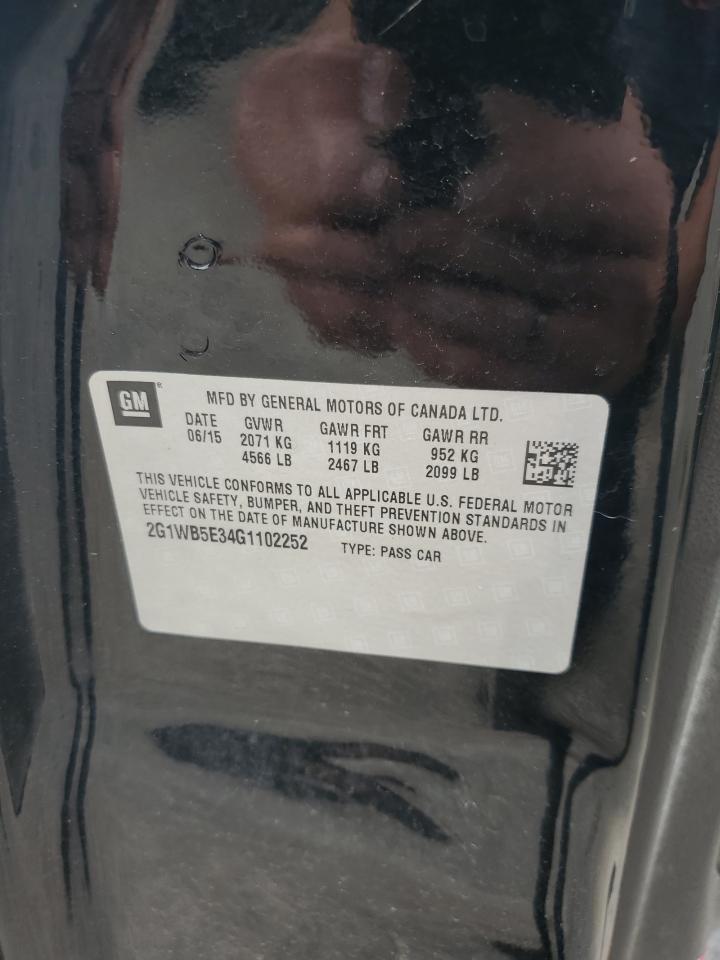 GM
MFD BY GENERAL MOTORS OF CANADA LTD.
DATE GVWR GAWR FRT GAWR RR
06/15 2071 KG 1119 KG 952 KG
4566 LB 2467 LB 2099 LB
THIS VEHICLE CONFORMS TO ALL APPLICABLE U.S. FEDERAL MOTOR
VEHICLE SAFETY, BUMPER, AND THEFT PREVENTION STANDARDS IN
EFFECT ON THE DATE OF MANUFACTURE SHOWN ABOVE.
2G1WB5E34G1102252 TYPE: PASS CAR